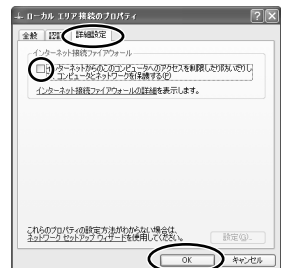 ローカル エリア接続のプロパティ
全般 認証 詳細設定
インターネット接続ファイアウォール
インターネットからのこのコンピュータへのアクセスを制限したり防いだりし
、コンピュータとネットワークを保護する(P)
インターネット接続ファイアウォールの詳細を表示します。
これらのプロパティの設定方法がわからない場合は、
ネットワーク セットアップ ウィザードを使用してください。
設定(G)...
OK キャンセル